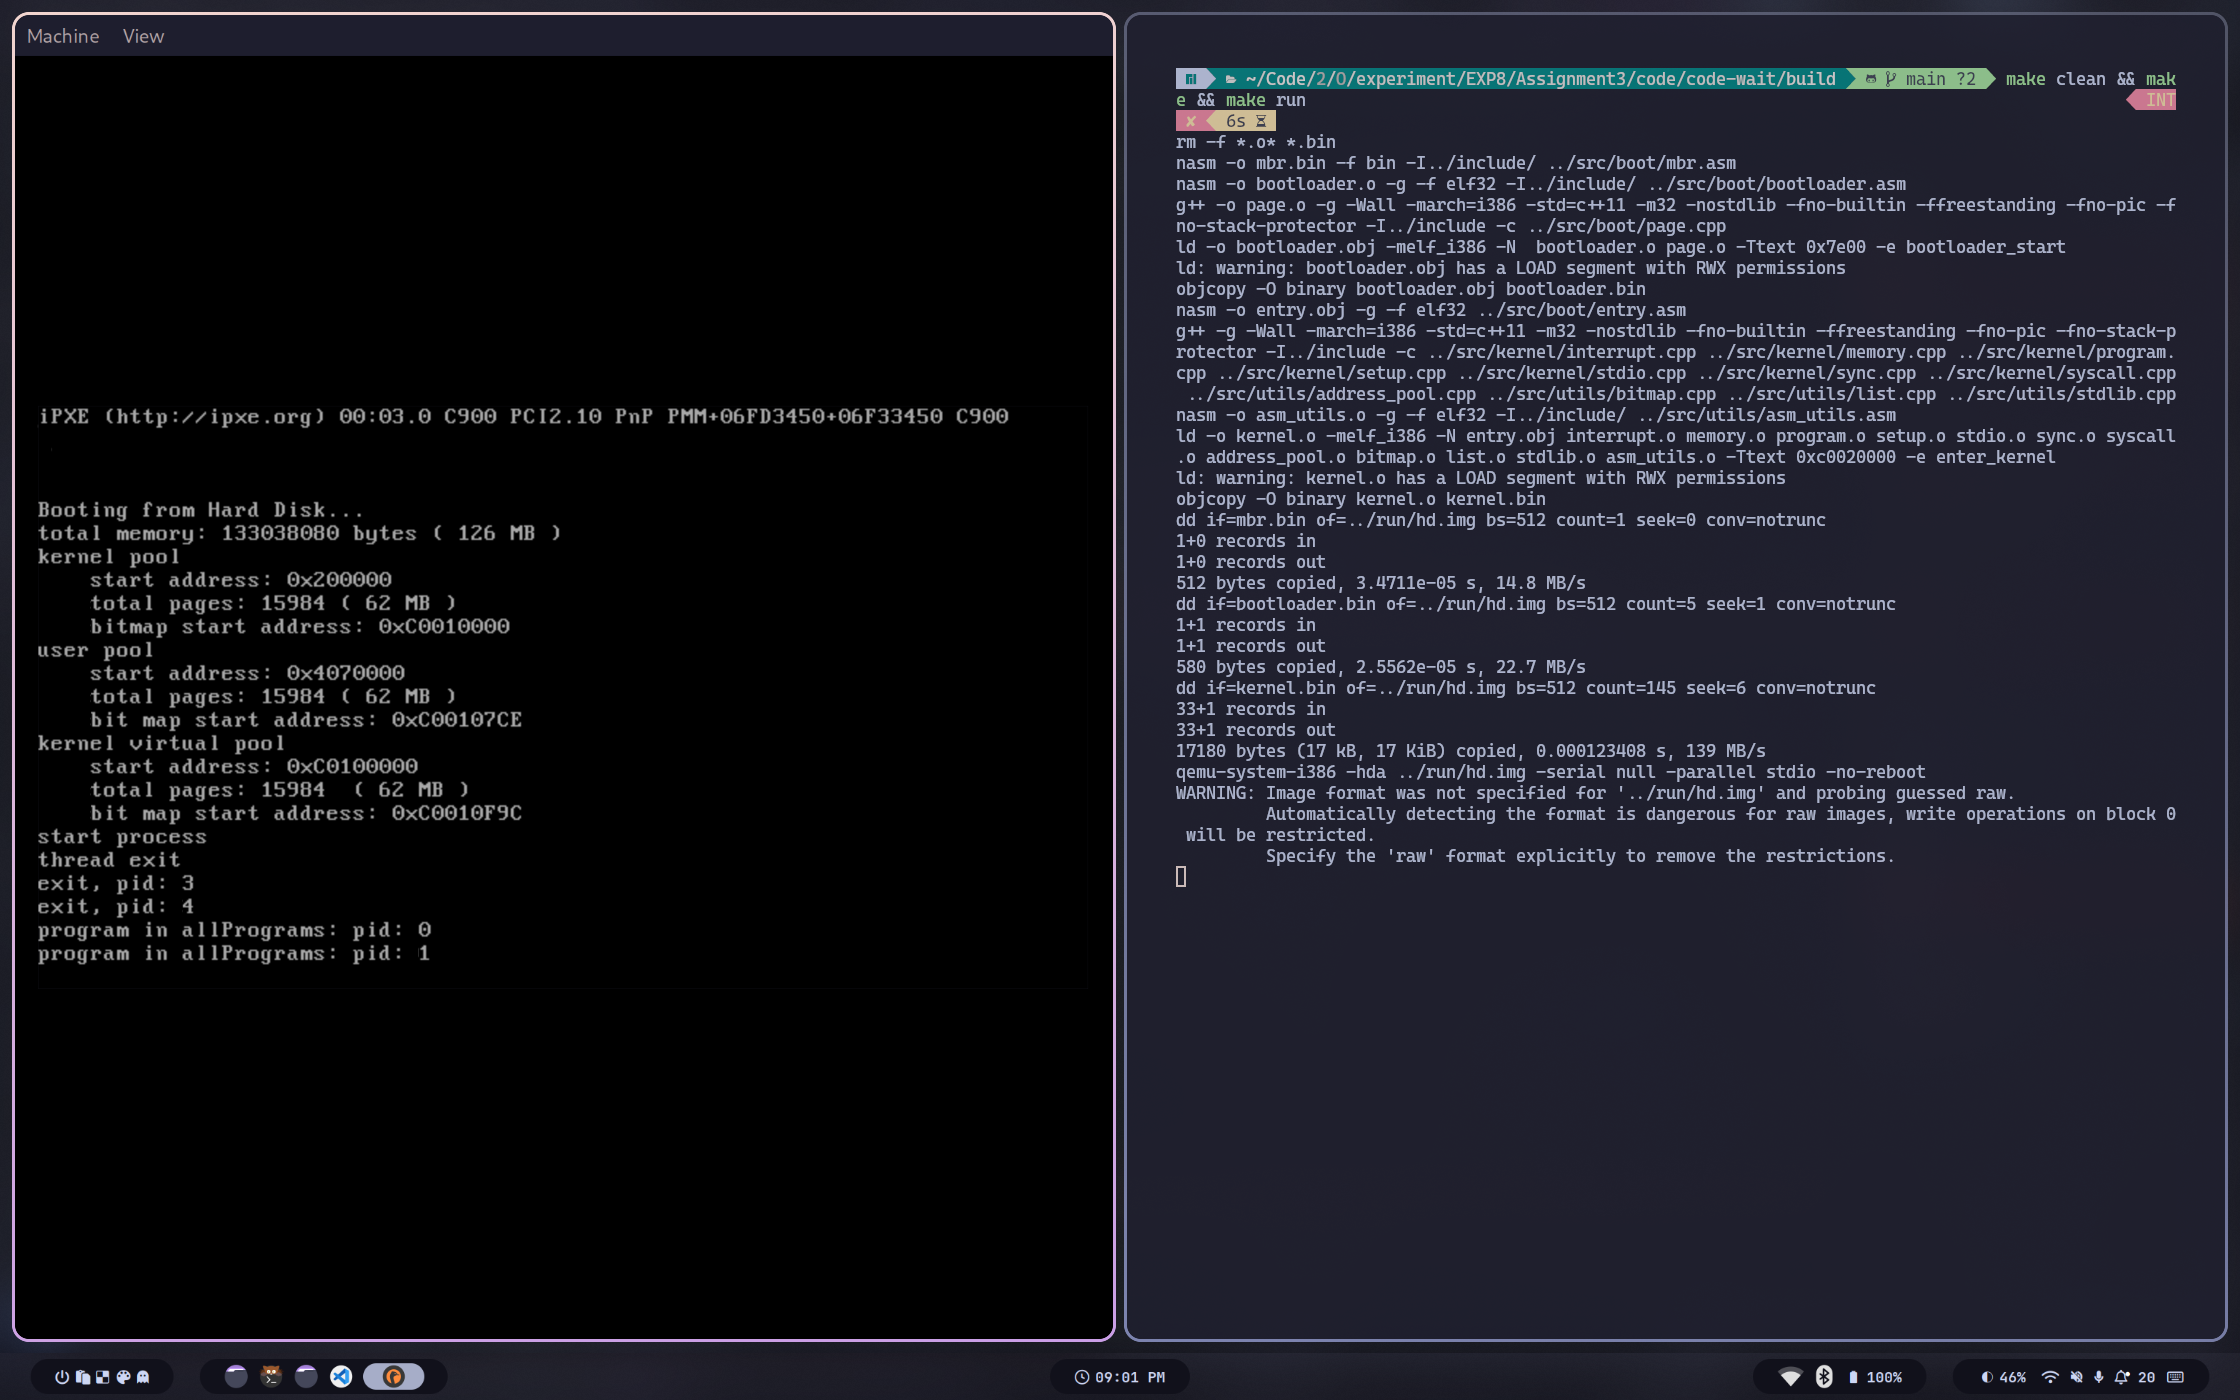 Machine View
iPXE (http://ipxe.org) 00:03.0 C900 PCI2.10 PnP PMM+06FD3450+06F33450 C900
Booting from Hard Disk...
total memory: 133038080 bytes ( 126 MB )
kernel pool
    start address: 0x200000
    total pages: 15984 ( 62 MB )
    bitmap start address: 0xC0010000
user pool
    start address: 0x4070000
    total pages: 15984 ( 62 MB )
    bit map start address: 0xC00107CE
kernel virtual pool
    start address: 0xC0100000
    total pages: 15984  ( 62 MB )
    bit map start address: 0xC0010F9C
start process
thread exit
exit, pid: 3
exit, pid: 4
program in allPrograms: pid: 0
program in allPrograms: pid: 1
~/Code/2/O/experiment/EXP8/Assignment3/code/code-wait/build main ?2 make clean && mak
e && make run INT
✘ 6s
rm -f *.o* *.bin
nasm -o mbr.bin -f bin -I../include/ ../src/boot/mbr.asm
nasm -o bootloader.o -g -f elf32 -I../include/ ../src/boot/bootloader.asm
g++ -o page.o -g -Wall -march=i386 -std=c++11 -m32 -nostdlib -fno-builtin -ffreestanding -fno-pic -f
no-stack-protector -I../include -c ../src/boot/page.cpp
ld -o bootloader.obj -melf_i386 -N  bootloader.o page.o -Ttext 0x7e00 -e bootloader_start
ld: warning: bootloader.obj has a LOAD segment with RWX permissions
objcopy -O binary bootloader.obj bootloader.bin
nasm -o entry.obj -g -f elf32 ../src/boot/entry.asm
g++ -g -Wall -march=i386 -std=c++11 -m32 -nostdlib -fno-builtin -ffreestanding -fno-pic -fno-stack-p
rotector -I../include -c ../src/kernel/interrupt.cpp ../src/kernel/memory.cpp ../src/kernel/program.
cpp ../src/kernel/setup.cpp ../src/kernel/stdio.cpp ../src/kernel/sync.cpp ../src/kernel/syscall.cpp
 ../src/utils/address_pool.cpp ../src/utils/bitmap.cpp ../src/utils/list.cpp ../src/utils/stdlib.cpp
nasm -o asm_utils.o -g -f elf32 -I../include/ ../src/utils/asm_utils.asm
ld -o kernel.o -melf_i386 -N entry.obj interrupt.o memory.o program.o setup.o stdio.o sync.o syscall
.o address_pool.o bitmap.o list.o stdlib.o asm_utils.o -Ttext 0xc0020000 -e enter_kernel
ld: warning: kernel.o has a LOAD segment with RWX permissions
objcopy -O binary kernel.o kernel.bin
dd if=mbr.bin of=../run/hd.img bs=512 count=1 seek=0 conv=notrunc
1+0 records in
1+0 records out
512 bytes copied, 3.4711e-05 s, 14.8 MB/s
dd if=bootloader.bin of=../run/hd.img bs=512 count=5 seek=1 conv=notrunc
1+1 records in
1+1 records out
580 bytes copied, 2.5562e-05 s, 22.7 MB/s
dd if=kernel.bin of=../run/hd.img bs=512 count=145 seek=6 conv=notrunc
33+1 records in
33+1 records out
17180 bytes (17 kB, 17 KiB) copied, 0.000123408 s, 139 MB/s
qemu-system-i386 -hda ../run/hd.img -serial null -parallel stdio -no-reboot
WARNING: Image format was not specified for '../run/hd.img' and probing guessed raw.
         Automatically detecting the format is dangerous for raw images, write operations on block 0
 will be restricted.
         Specify the 'raw' format explicitly to remove the restrictions.
09:01 PM
100%
46% 20